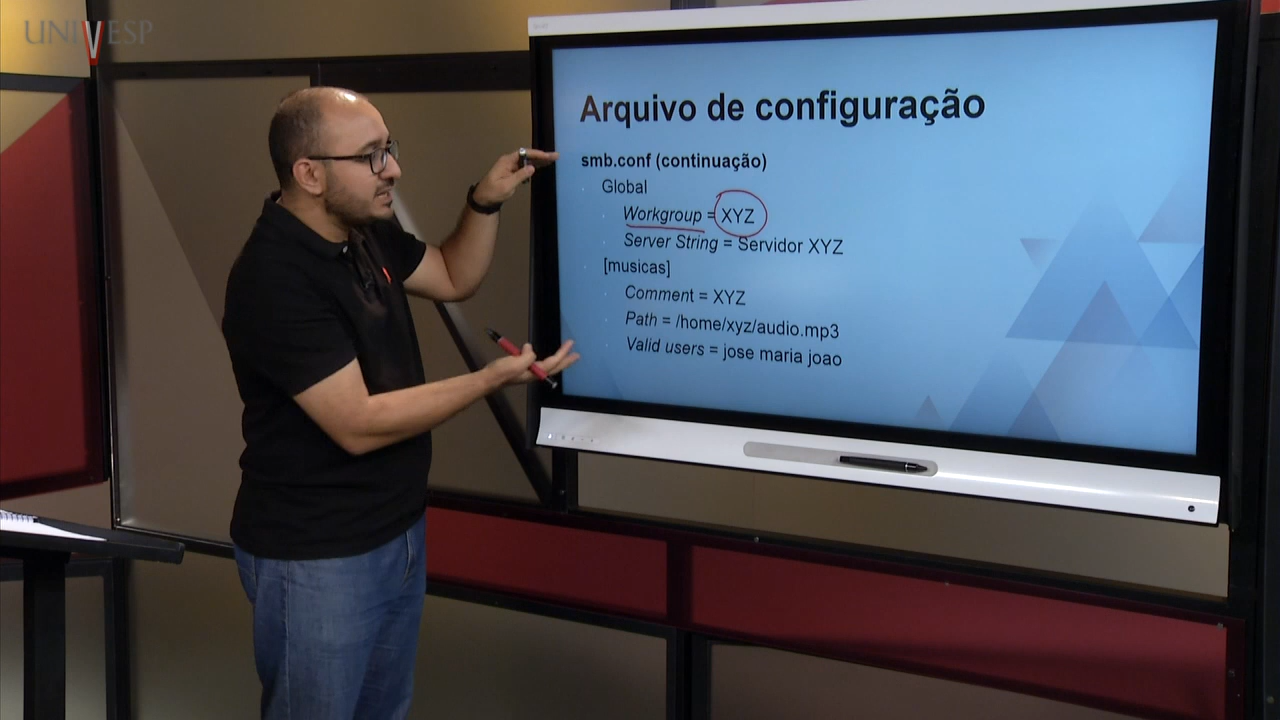 UNIVESP
Arquivo de configuração
smb.conf (continuação)
Global
Workgroup = XYZ
Server String = Servidor XYZ
[musicas]
Comment = XYZ
Path = /home/xyz/audio.mp3
Valid users = jose maria joao